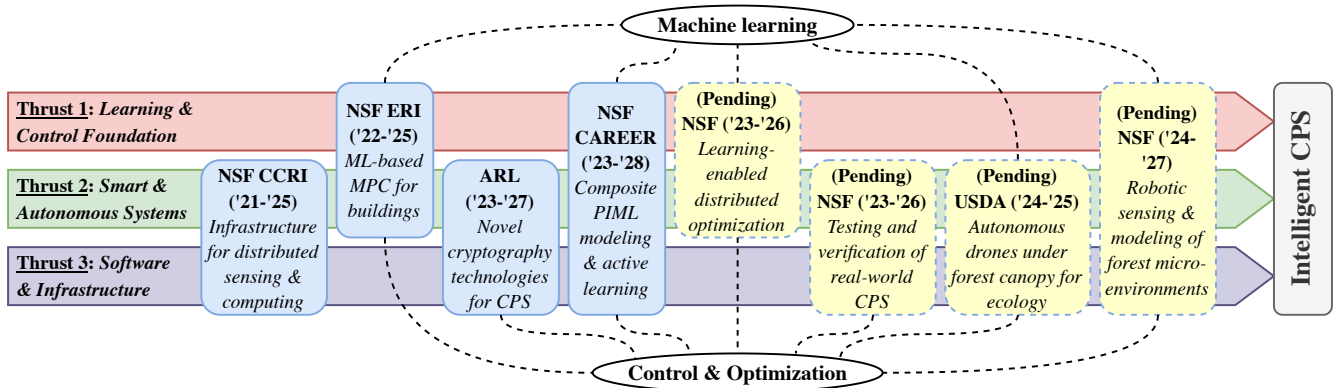 Machine learning
Thrust 1: Learning &
Control Foundation
Thrust 2: Smart &
Autonomous Systems
Thrust 3: Software
& Infrastructure
NSF CCRI
('21-'25)
Infrastructure
for distributed
sensing &
computing
NSF ERI
('22-'25)
ML-based
MPC for
buildings
ARL
('23-'27)
Novel
cryptography
technologies
for CPS
NSF
CAREER
('23-'28)
Composite
PIML
modeling
& active
learning
(Pending)
NSF ('23-'26)
Learning-
enabled
distributed
optimization
(Pending)
NSF ('23-'26)
Testing and
verification of
real-world
CPS
(Pending)
USDA ('24-'25)
Autonomous
drones under
forest canopy for
ecology
(Pending)
NSF ('24-
'27)
Robotic
sensing &
modeling of
forest micro-
environments
Intelligent CPS
Control & Optimization